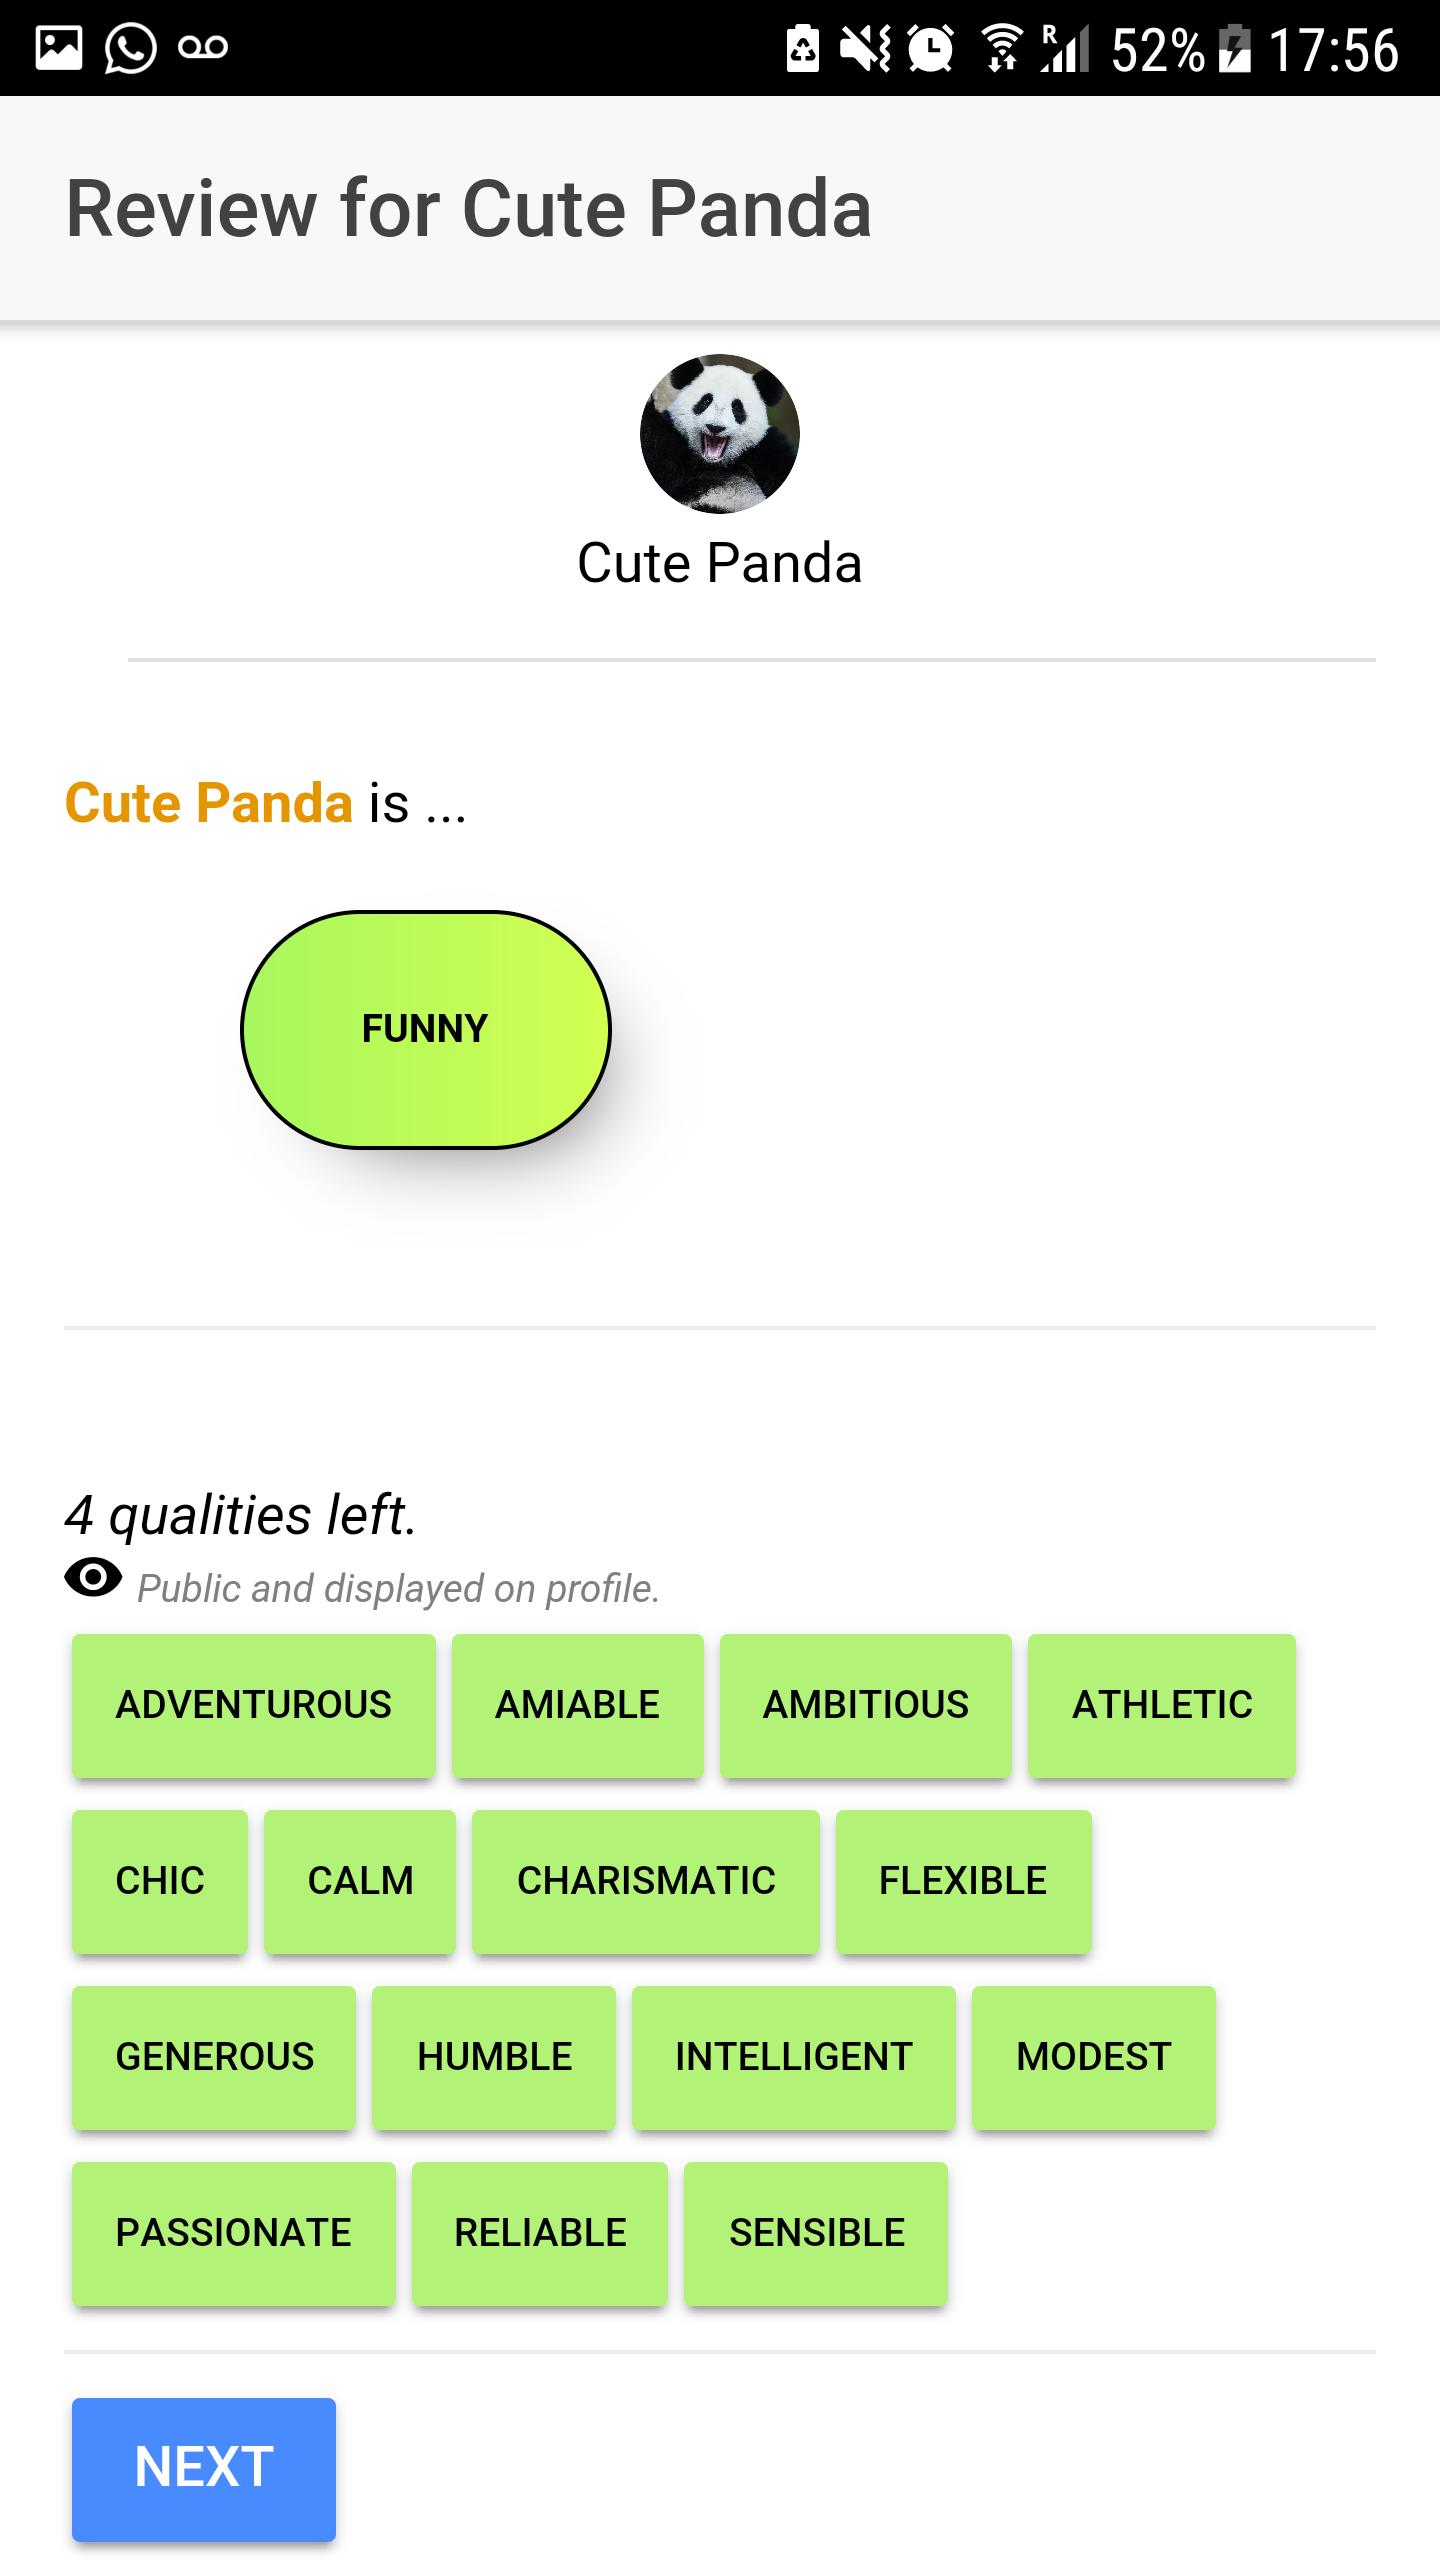 R 52% 17:56
Review for Cute Panda
Cute Panda
Cute Panda is ...
FUNNY
4 qualities left.
Public and displayed on profile.
ADVENTUROUS AMIABLE AMBITIOUS ATHLETIC
CHIC CALM CHARISMATIC FLEXIBLE
GENEROUS HUMBLE INTELLIGENT MODEST
PASSIONATE RELIABLE SENSIBLE
NEXT